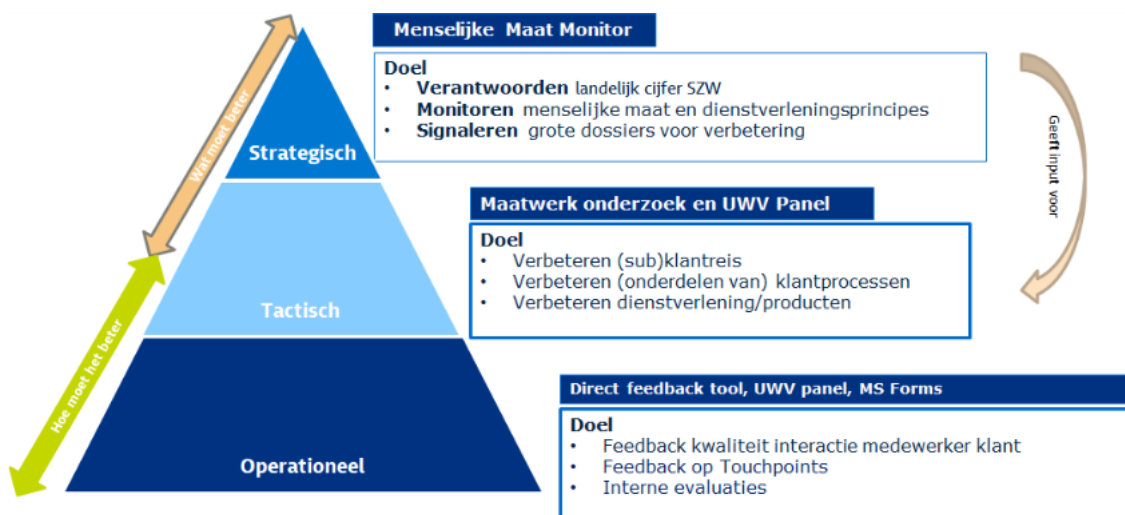 Menselijke Maat Monitor
Doel
• Verantwoorden landelijk cijfer SZW
• Monitoren menselijke maat en dienstverleningsprincipes
• Signaleren grote dossiers voor verbetering
Wat moet beter
Strategisch
Geeft input voor
Maatwerk onderzoek en UWV Panel
Doel
• Verbeteren (sub)klantreis
• Verbeteren (onderdelen van) klantprocessen
• Verbeteren dienstverlening/producten
Tactisch
Hoe moet het beter
Direct feedback tool, UWV panel, MS Forms
Doel
• Feedback kwaliteit interactie medewerker klant
• Feedback op Touchpoints
• Interne evaluaties
Operationeel